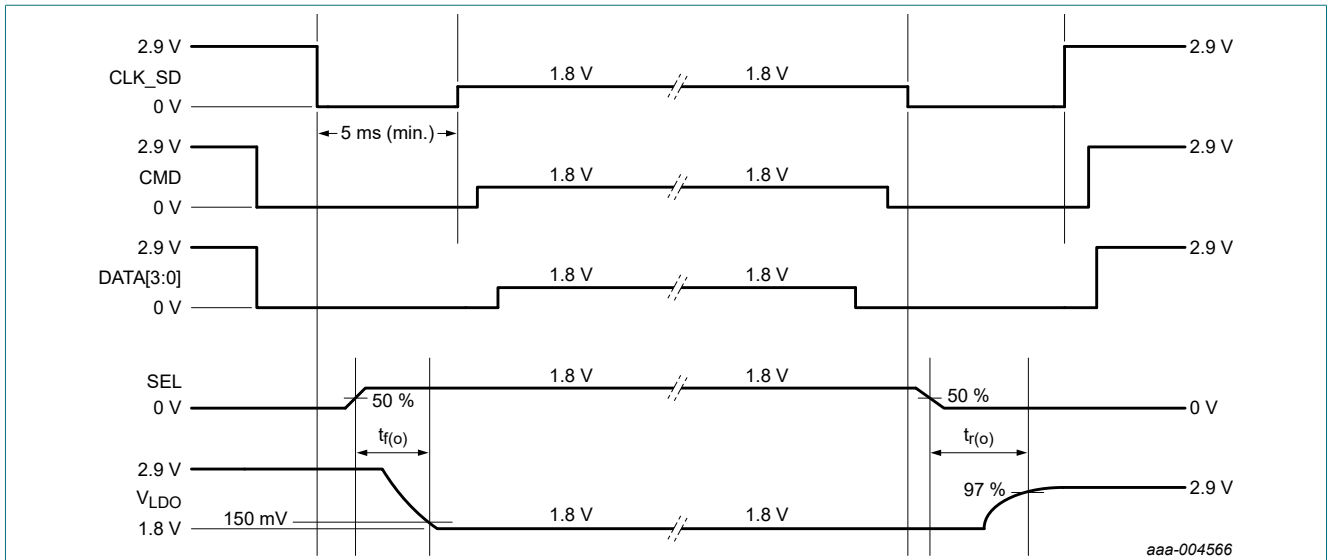 2.9 V 2.9 V
CLK_SD 1.8 V 1.8 V
0 V
5 ms (min.)
2.9 V 2.9 V
CMD 1.8 V 1.8 V
0 V
2.9 V 2.9 V
DATA[3:0] 1.8 V 1.8 V
0 V
SEL 1.8 V 1.8 V
0 V 50 % 50 % 0 V
tf(o) tr(o)
2.9 V 97 % 2.9 V
VLDO
150 mV
1.8 V 1.8 V 1.8 V
aaa-004566